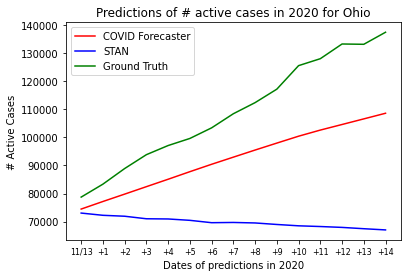 Predictions of # active cases in 2020 for Ohio
COVID Forecaster
STAN
Ground Truth
# Active Cases
140000
130000
120000
110000
100000
90000
80000
70000
11/13 +1 +2 +3 +4 +5 +6 +7 +8 +9 +10 +11 +12 +13 +14
Dates of predictions in 2020